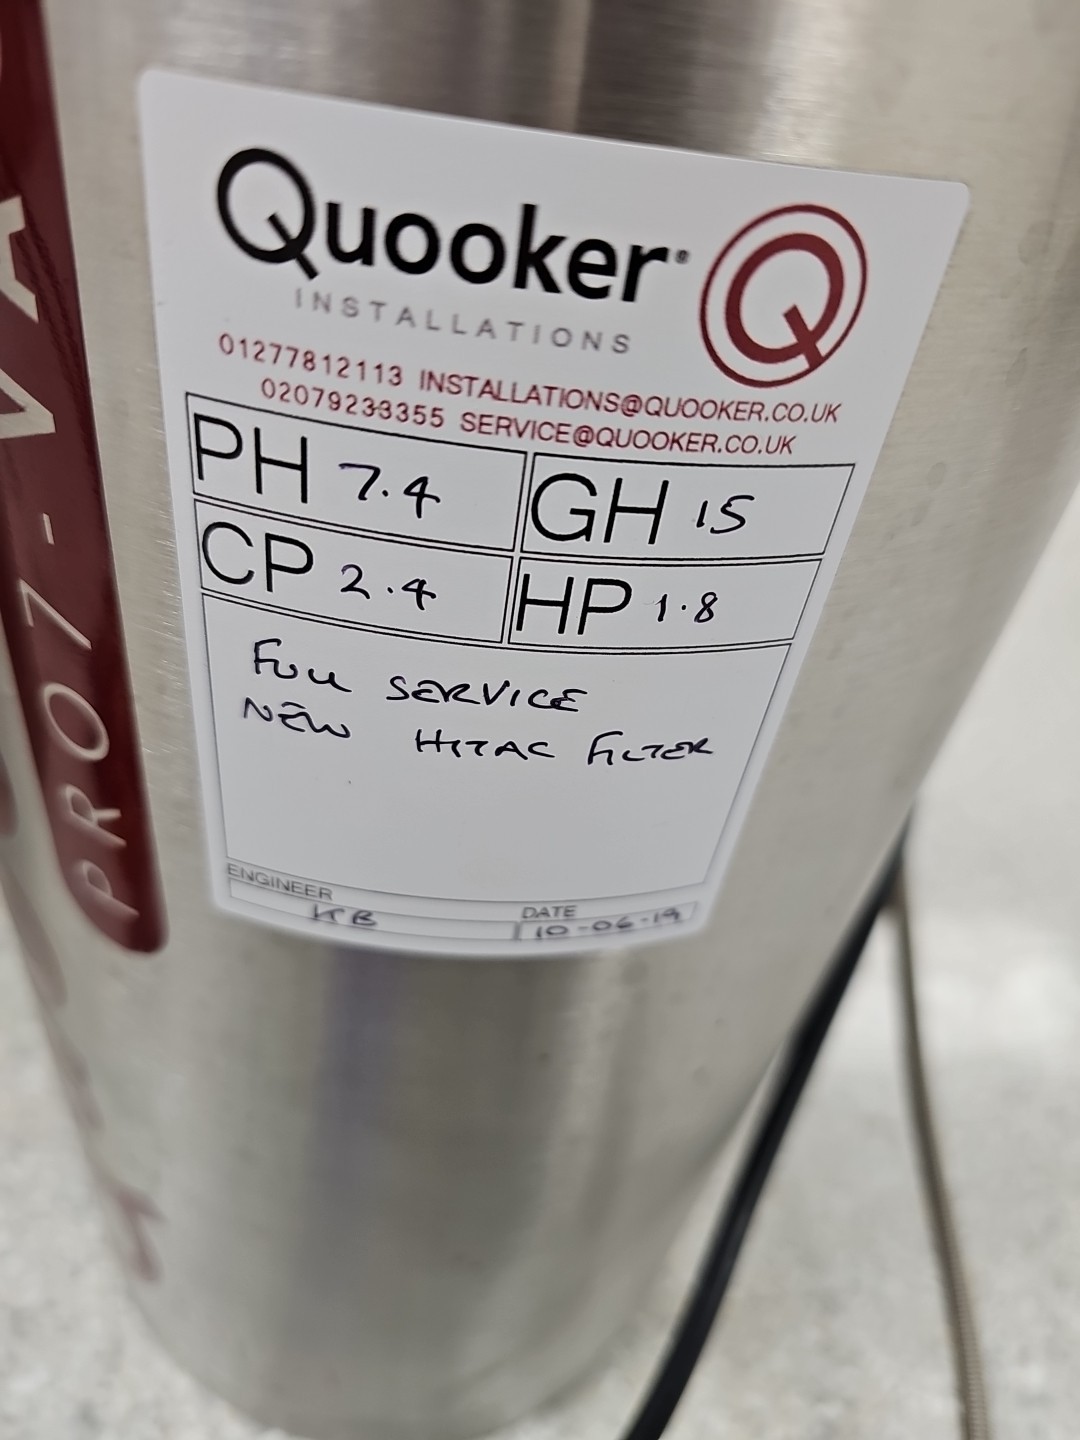 Quooker®
INSTALLATIONS
01277812113 INSTALLATIONS@QUOOKER.CO.UK
02079233355 SERVICE@QUOOKER.CO.UK
PH 7.4 GH 15
CP 2.4 HP 1.8
FULL SERVICE
NEW HITAC FILTER
ENGINEER DATE
KB 10-06-19
PRO7-VA